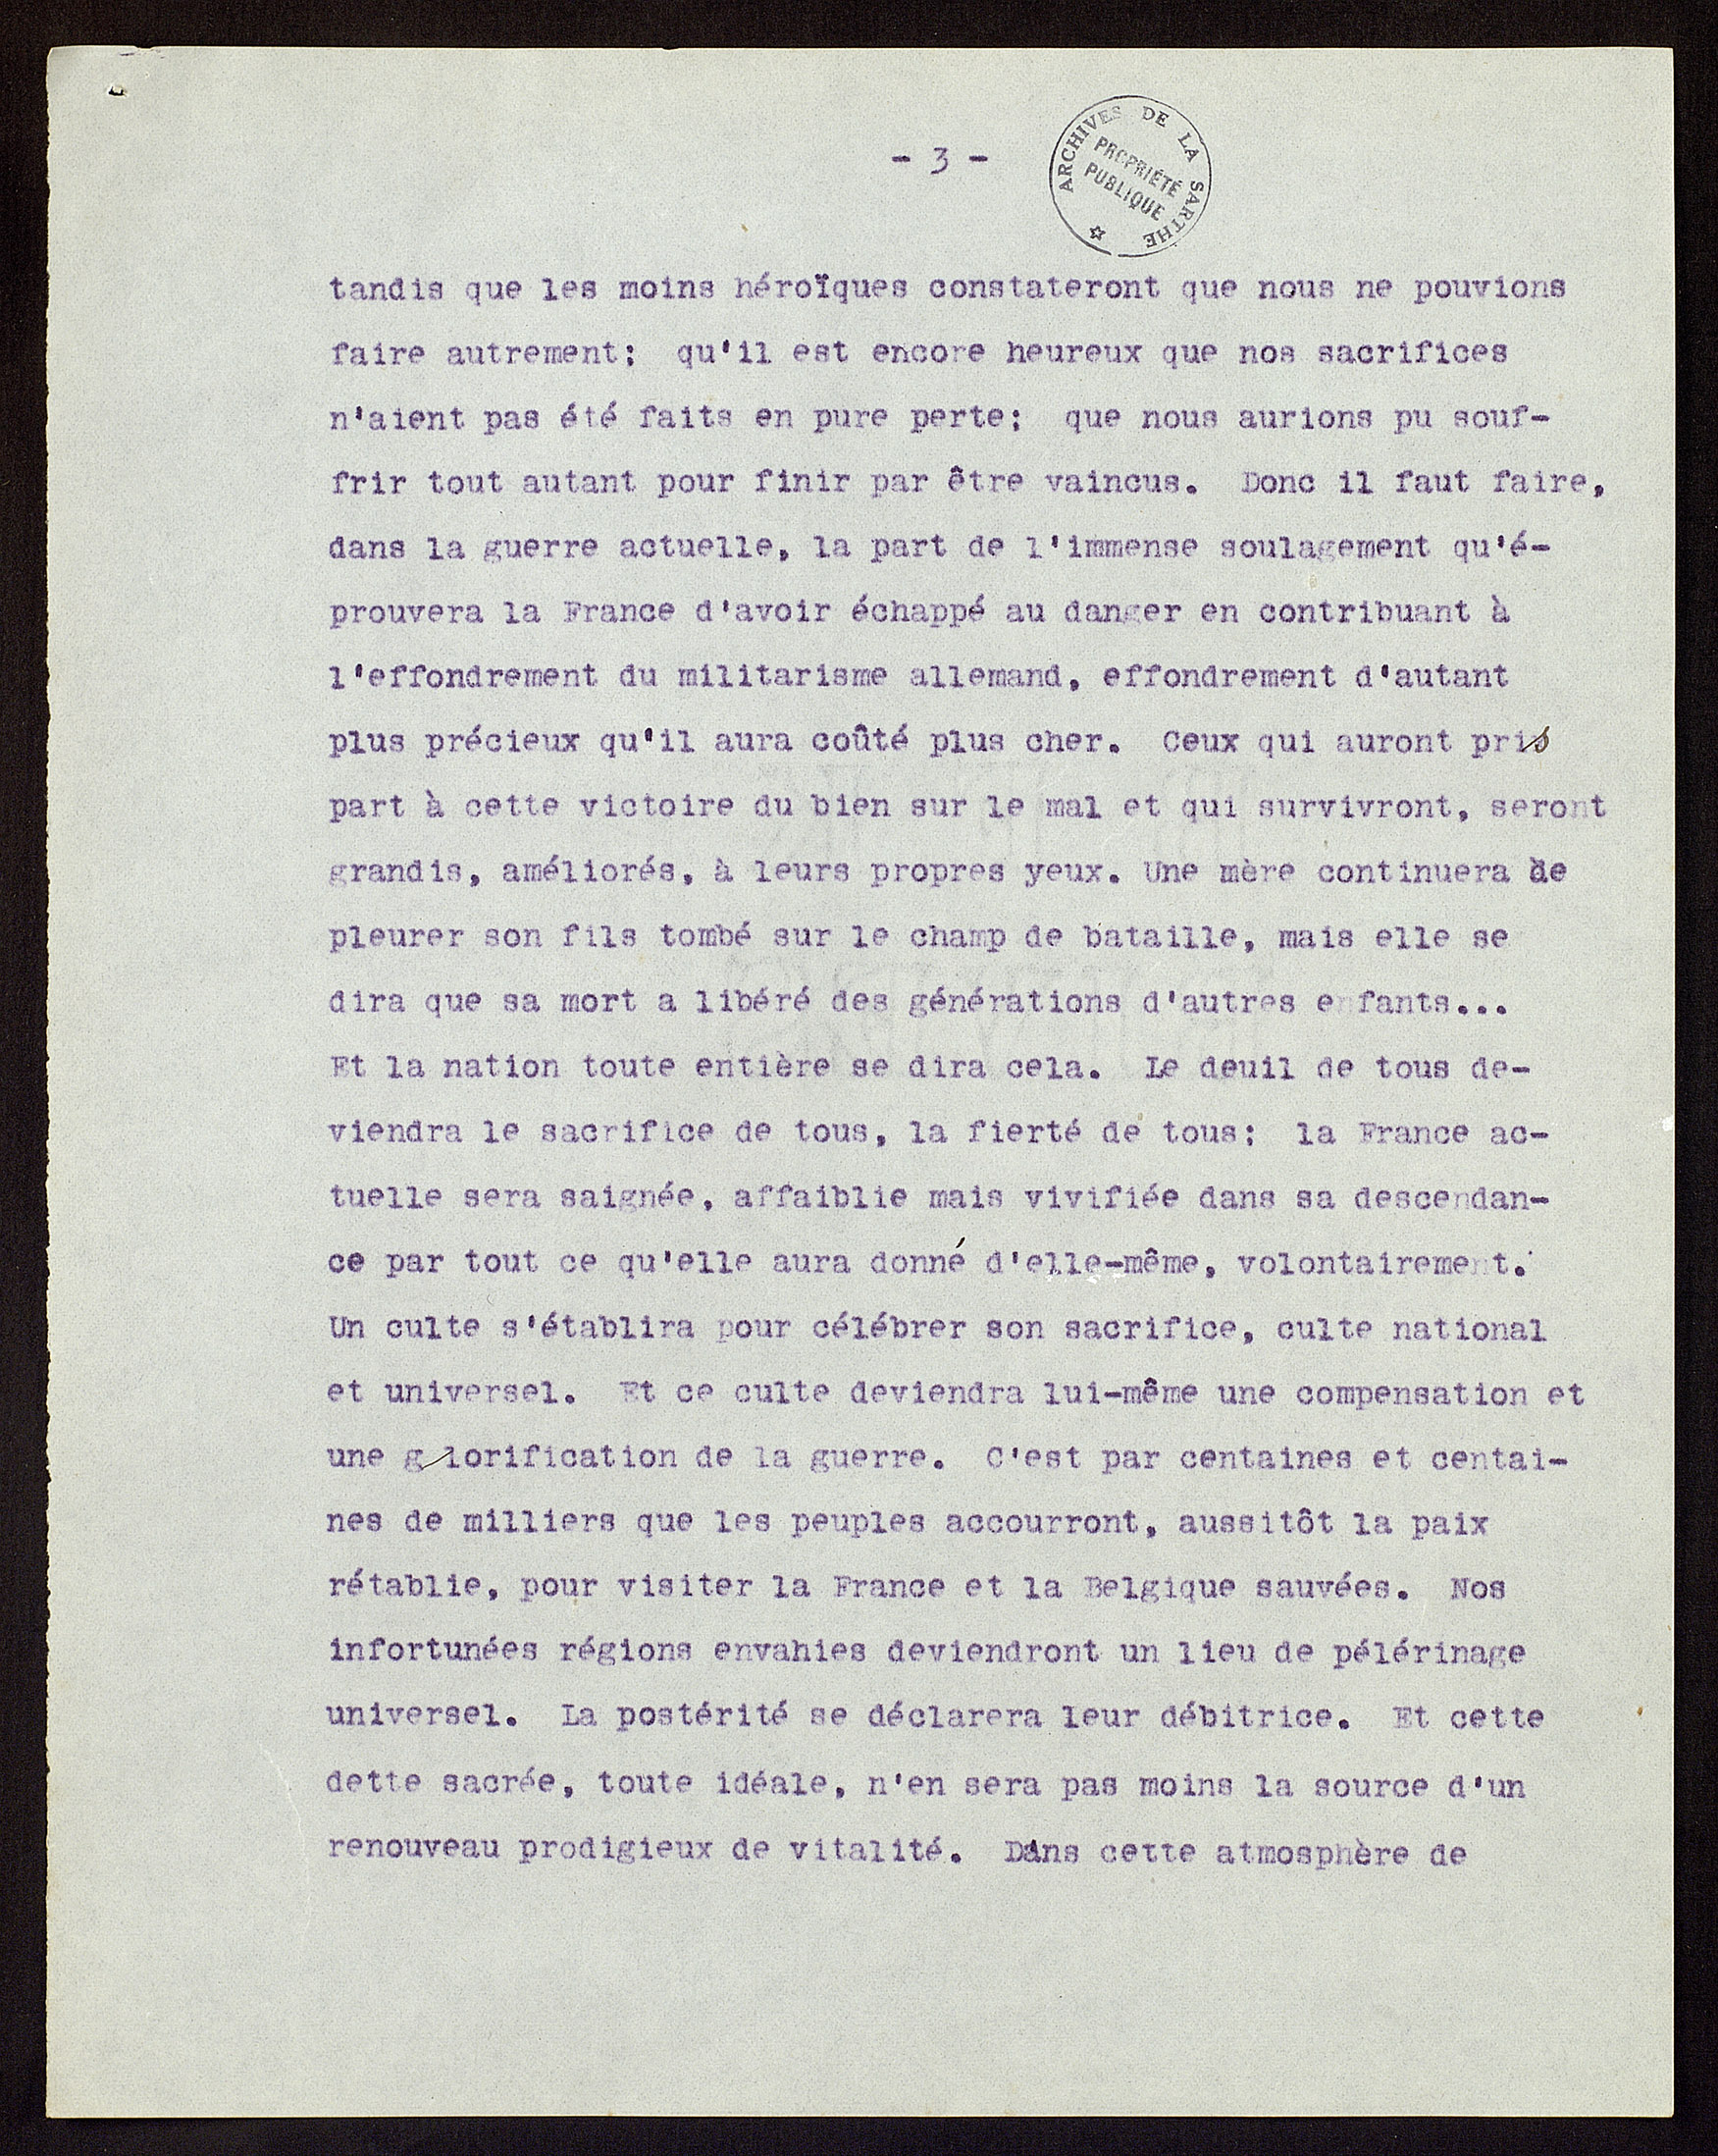 - 3 -
ARCHIVES DE LA SARTHE
PROPRIÉTÉ
PUBLIQUE
tandis que les moins héroïques constateront que nous ne pouvions
faire autrement; qu'il est encore heureux que nos sacrifices
n'aient pas été faits en pure perte; que nous aurions pu souf-
frir tout autant pour finir par être vaincus. Donc il faut faire,
dans la guerre actuelle, la part de l'immense soulagement qu'é-
prouvera la France d'avoir échappé au danger en contribuant à
l'effondrement du militarisme allemand, effondrement d'autant
plus précieux qu'il aura coûté plus cher. Ceux qui auront pris
part à cette victoire du bien sur le mal et qui survivront, seront
grandis, améliorés, à leurs propres yeux. Une mère continuera de
pleurer son fils tombé sur le champ de bataille, mais elle se
dira que sa mort a libéré des générations d'autres enfants...
Et la nation toute entière se dira cela. Le deuil de tous de-
viendra le sacrifice de tous, la fierté de tous; la France ac-
tuelle sera saignée, affaiblie mais vivifiée dans sa descendan-
ce par tout ce qu'elle aura donné d'elle-même, volontairement.
Un culte s'établira pour célébrer son sacrifice, culte national
et universel. Et ce culte deviendra lui-même une compensation et
une glorification de la guerre. C'est par centaines et centai-
nes de milliers que les peuples accourront, aussitôt la paix
rétablie, pour visiter la France et la Belgique sauvées. Nos
infortunées régions envahies deviendront un lieu de pélérinage
universel. La postérité se déclarera leur débitrice. Et cette
dette sacrée, toute idéale, n'en sera pas moins la source d'un
renouveau prodigieux de vitalité. Dans cette atmosphère de